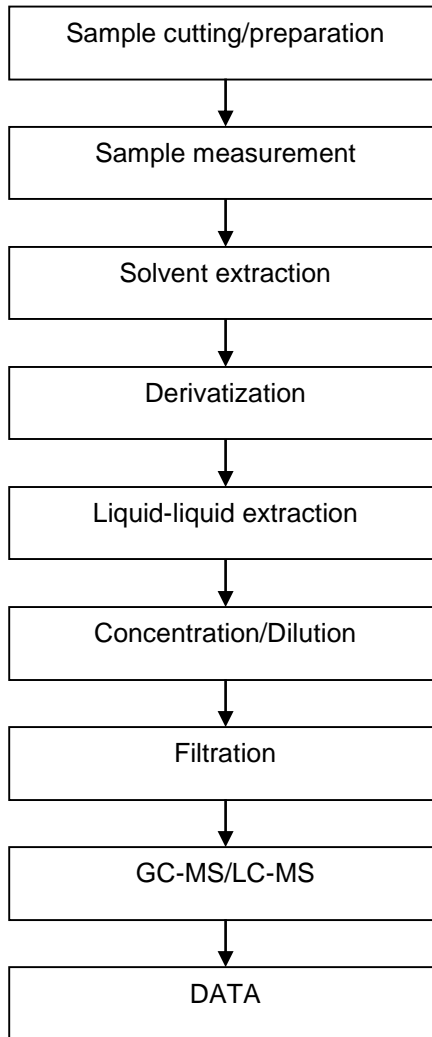 Sample cutting/preparation
Sample measurement
Solvent extraction
Derivatization
Liquid-liquid extraction
Concentration/Dilution
Filtration
GC-MS/LC-MS
DATA